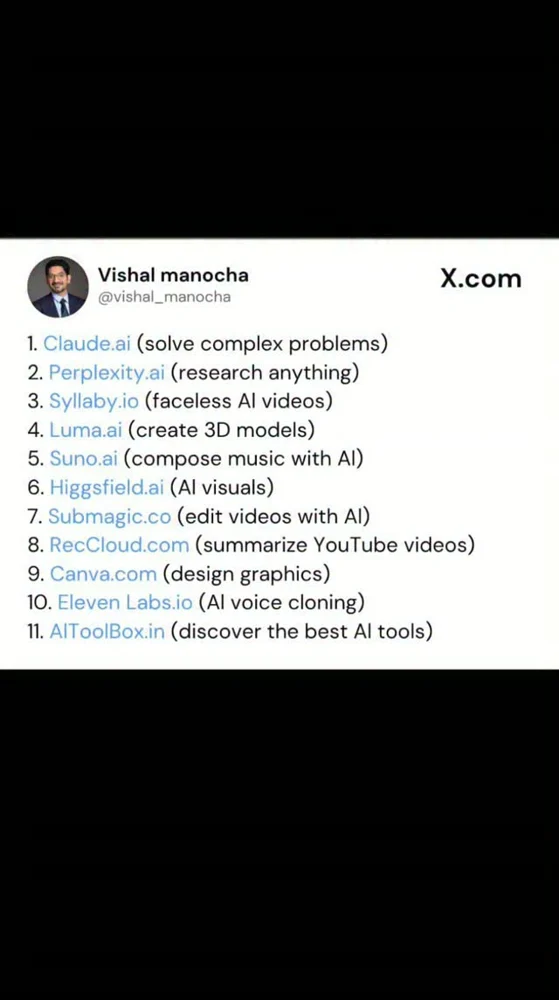 Vishal manocha
@vishal_manocha
X.com
1. Claude.ai (solve complex problems)
2. Perplexity.ai (research anything)
3. Syllaby.io (faceless AI videos)
4. Luma.ai (create 3D models)
5. Suno.ai (compose music with AI)
6. Higgsfield.ai (AI visuals)
7. Submagic.co (edit videos with AI)
8. RecCloud.com (summarize YouTube videos)
9. Canva.com (design graphics)
10. Eleven Labs.io (AI voice cloning)
11. AIToolBox.in (discover the best AI tools)